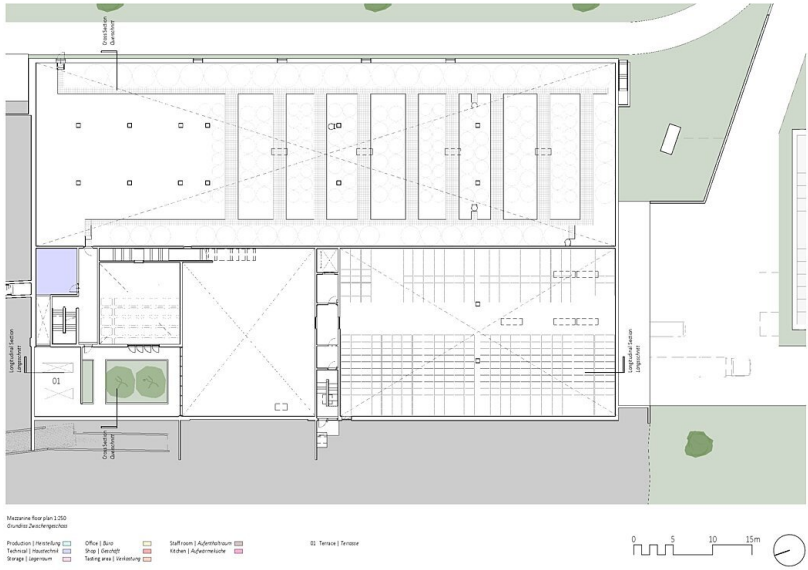 Cross Section
Querschnitt
Longitudinal Section
Längsschnitt
Longitudinal Section
Längsschnitt
01
Cross Section
Querschnitt
Mezzanine floor plan 1:250
Grundriss Zwischengeschoss
Production | Herstellung
Technical | Haustechnik
Storage | Lagerraum
Office | Büro
Shop | Geschäft
Tasting area | Verkostung
Staff room | Aufenthaltraum
Kitchen | Aufwärmeküche
01 Terrace | Terrasse
0 5 10 15m